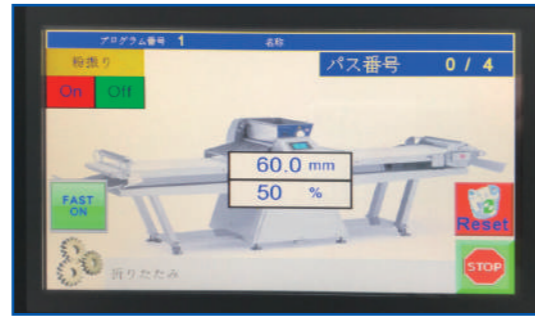 プログラム番号 1 名称
粉振り
パス番号 0 / 4
On Off
60.0 mm
50 %
FAST
ON
Reset
STOP
折りたたみ